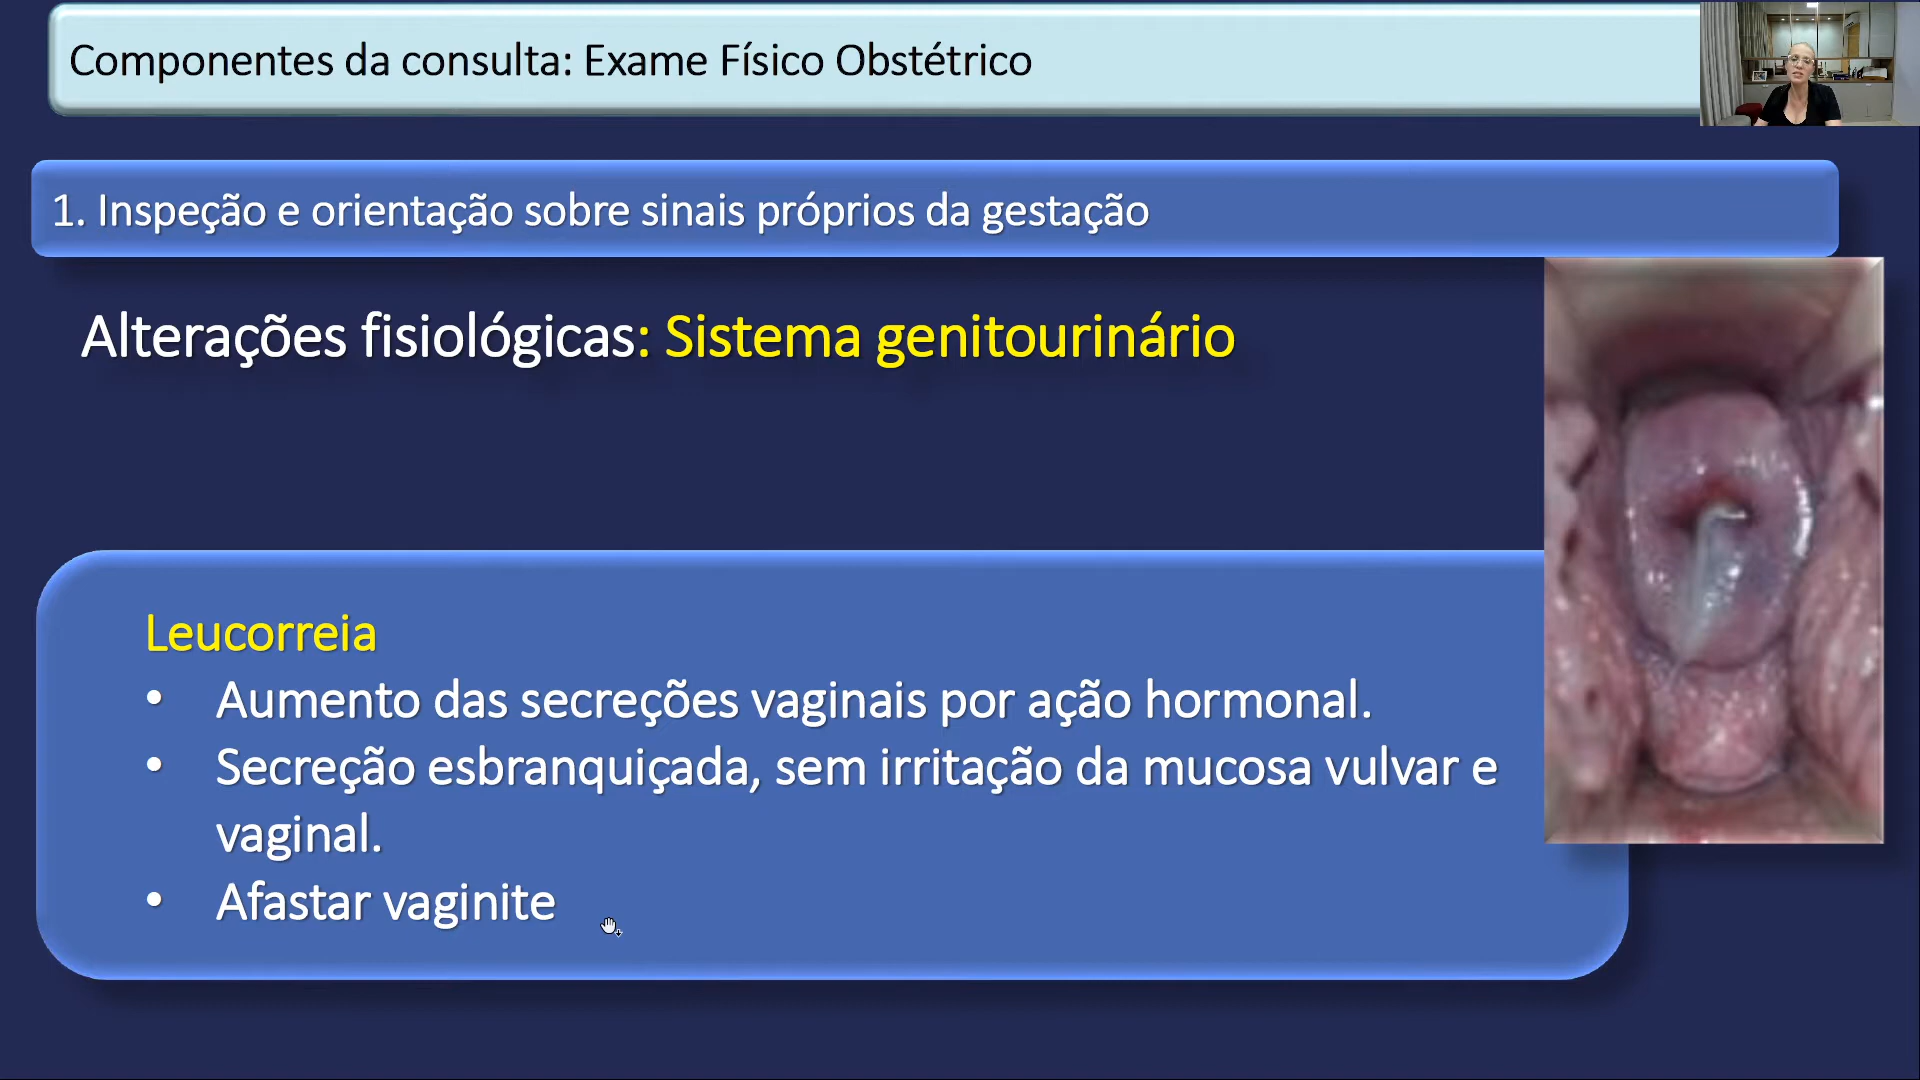 Componentes da consulta: Exame Físico Obstétrico
1. Inspeção e orientação sobre sinais próprios da gestação
Alterações fisiológicas: Sistema genitourinário
Leucorreia
• Aumento das secreções vaginais por ação hormonal.
• Secreção esbranquiçada, sem irritação da mucosa vulvar e
vaginal.
• Afastar vaginite